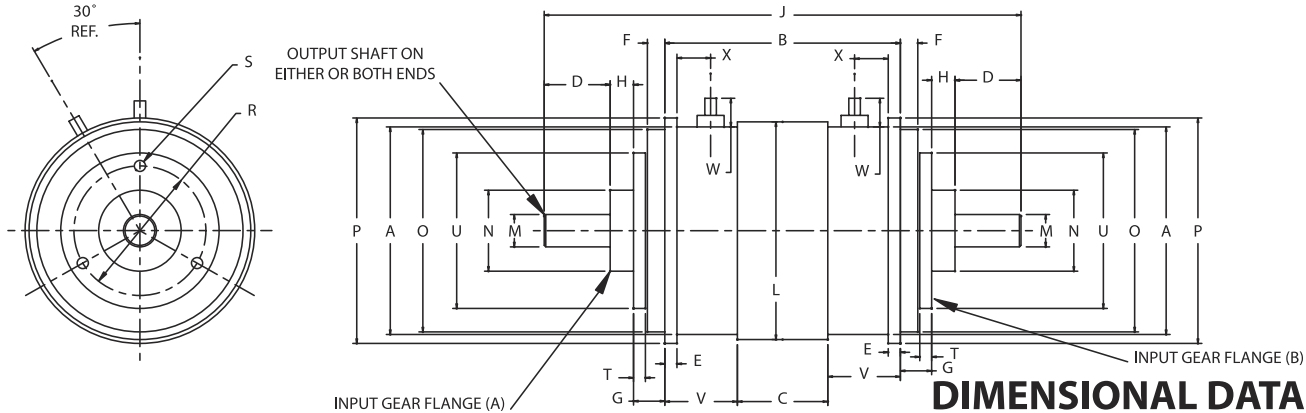 30°
REF.
S
R
OUTPUT SHAFT ON
EITHER OR BOTH ENDS
J
F
B
F
X
X
D
H
H
D
W
W
P
A
O
U
N
M
L
M
N
U
O
A
P
E
E
T
T
G
G
V
C
V
INPUT GEAR FLANGE (A)
INPUT GEAR FLANGE (B)
DIMENSIONAL DATA